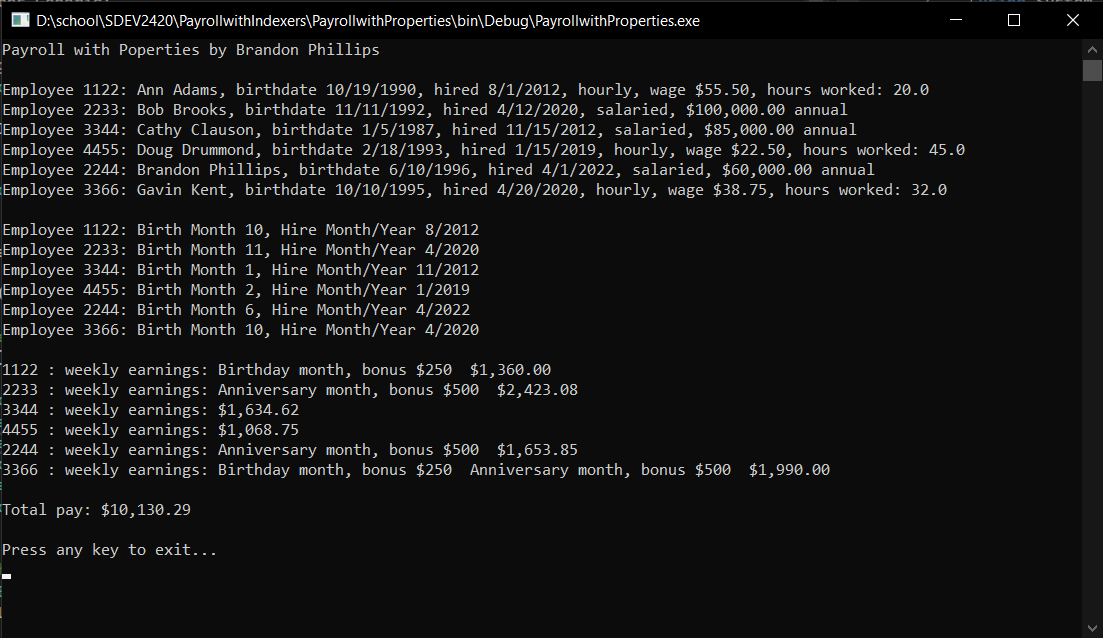 D:\school\SDEV2420\PayrollwithIndexers\PayrollwithProperties\bin\Debug\PayrollwithProperties.exe
Payroll with Poperties by Brandon Phillips
Employee 1122: Ann Adams, birthdate 10/19/1990, hired 8/1/2012, hourly, wage $55.50, hours worked: 20.0
Employee 2233: Bob Brooks, birthdate 11/11/1992, hired 4/12/2020, salaried, $100,000.00 annual
Employee 3344: Cathy Clauson, birthdate 1/5/1987, hired 11/15/2012, salaried, $85,000.00 annual
Employee 4455: Doug Drummond, birthdate 2/18/1993, hired 1/15/2019, hourly, wage $22.50, hours worked: 45.0
Employee 2244: Brandon Phillips, birthdate 6/10/1996, hired 4/1/2022, salaried, $60,000.00 annual
Employee 3366: Gavin Kent, birthdate 10/10/1995, hired 4/20/2020, hourly, wage $38.75, hours worked: 32.0
Employee 1122: Birth Month 10, Hire Month/Year 8/2012
Employee 2233: Birth Month 11, Hire Month/Year 4/2020
Employee 3344: Birth Month 1, Hire Month/Year 11/2012
Employee 4455: Birth Month 2, Hire Month/Year 1/2019
Employee 2244: Birth Month 6, Hire Month/Year 4/2022
Employee 3366: Birth Month 10, Hire Month/Year 4/2020
1122 : weekly earnings: Birthday month, bonus $250  $1,360.00
2233 : weekly earnings: Anniversary month, bonus $500  $2,423.08
3344 : weekly earnings: $1,634.62
4455 : weekly earnings: $1,068.75
2244 : weekly earnings: Anniversary month, bonus $500  $1,653.85
3366 : weekly earnings: Birthday month, bonus $250  Anniversary month, bonus $500  $1,990.00
Total pay: $10,130.29
Press any key to exit...